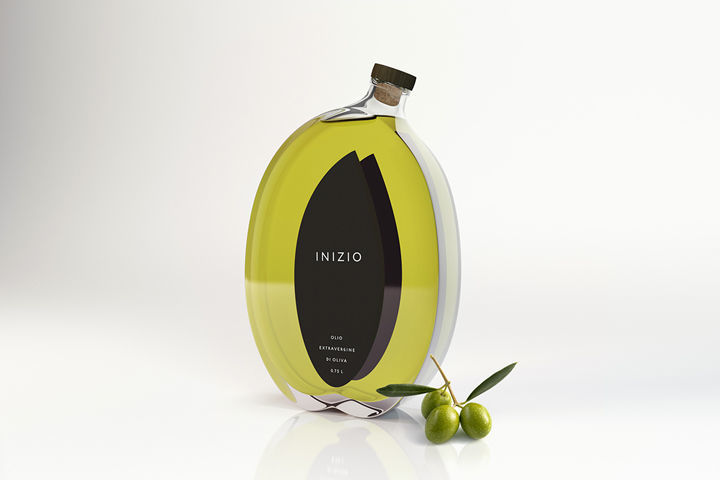 INIZIO
OLIO
EXTRAVERGINE
DI OLIVA
0.75 L